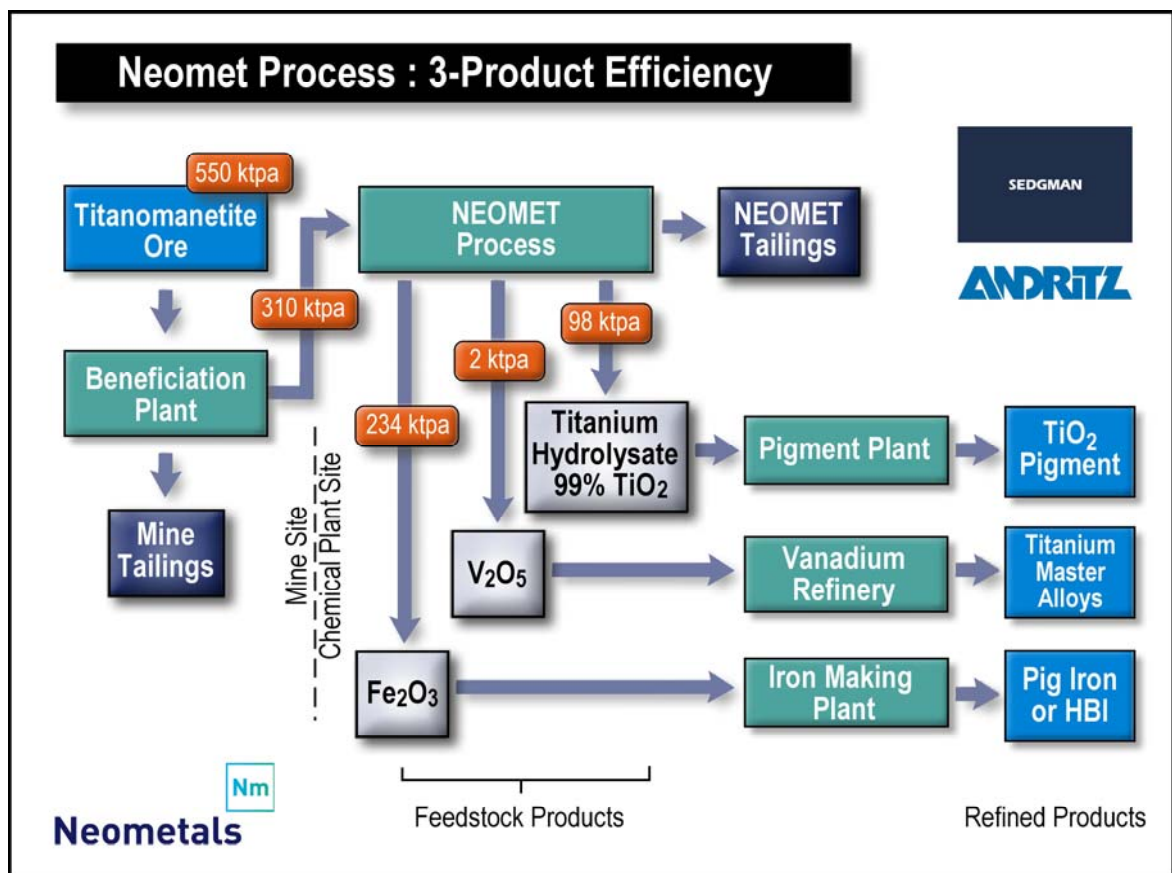 Neomet Process : 3-Product Efficiency
550 ktpa
Titanomanetite
Ore
NEOMET
Process
NEOMET
Tailings
SEDGMAN
ANDRITZ
310 ktpa
98 ktpa
2 ktpa
Beneficiation
Plant
234 ktpa
Titanium
Hydrolysate
99% TiO₂
Pigment Plant
TiO₂
Pigment
Mine
Tailings
Mine Site
Chemical Plant Site
V₂O₅
Vanadium
Refinery
Titanium
Master
Alloys
Fe₂O₃
Iron Making
Plant
Pig Iron
or HBI
Nm
Neometals
Feedstock Products
Refined Products